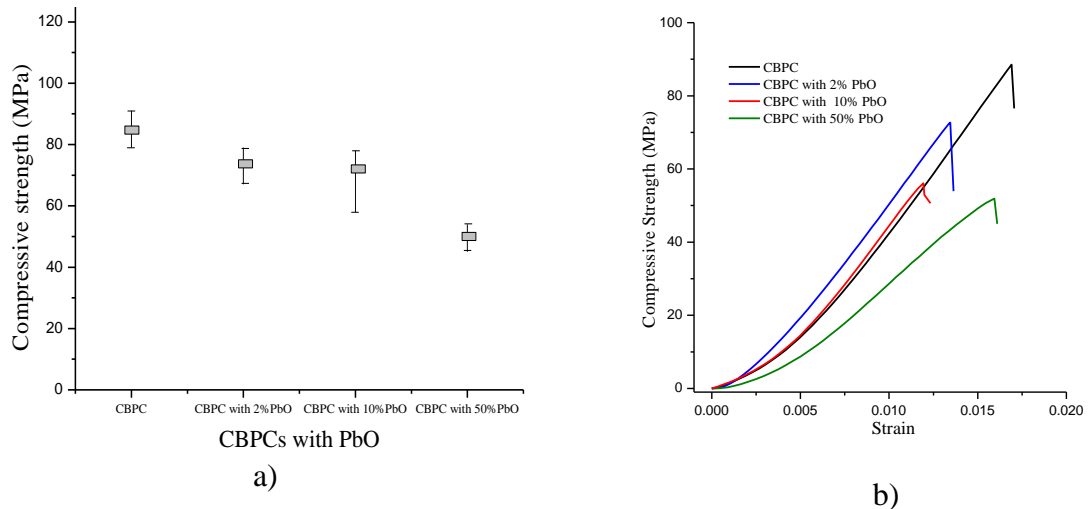 120
100
80
60
40
20
0
Compressive strength (MPa)
CBPC
CBPC with 2%PbO
CBPC with 10%PbO
CBPC with 50%PbO
CBPCs with PbO
a)
100
80
60
40
20
0
Compressive Strength (MPa)
CBPC
CBPC with 2% PbO
CBPC with 10% PbO
CBPC with 50% PbO
0.000 0.005 0.010 0.015 0.020
Strain
b)